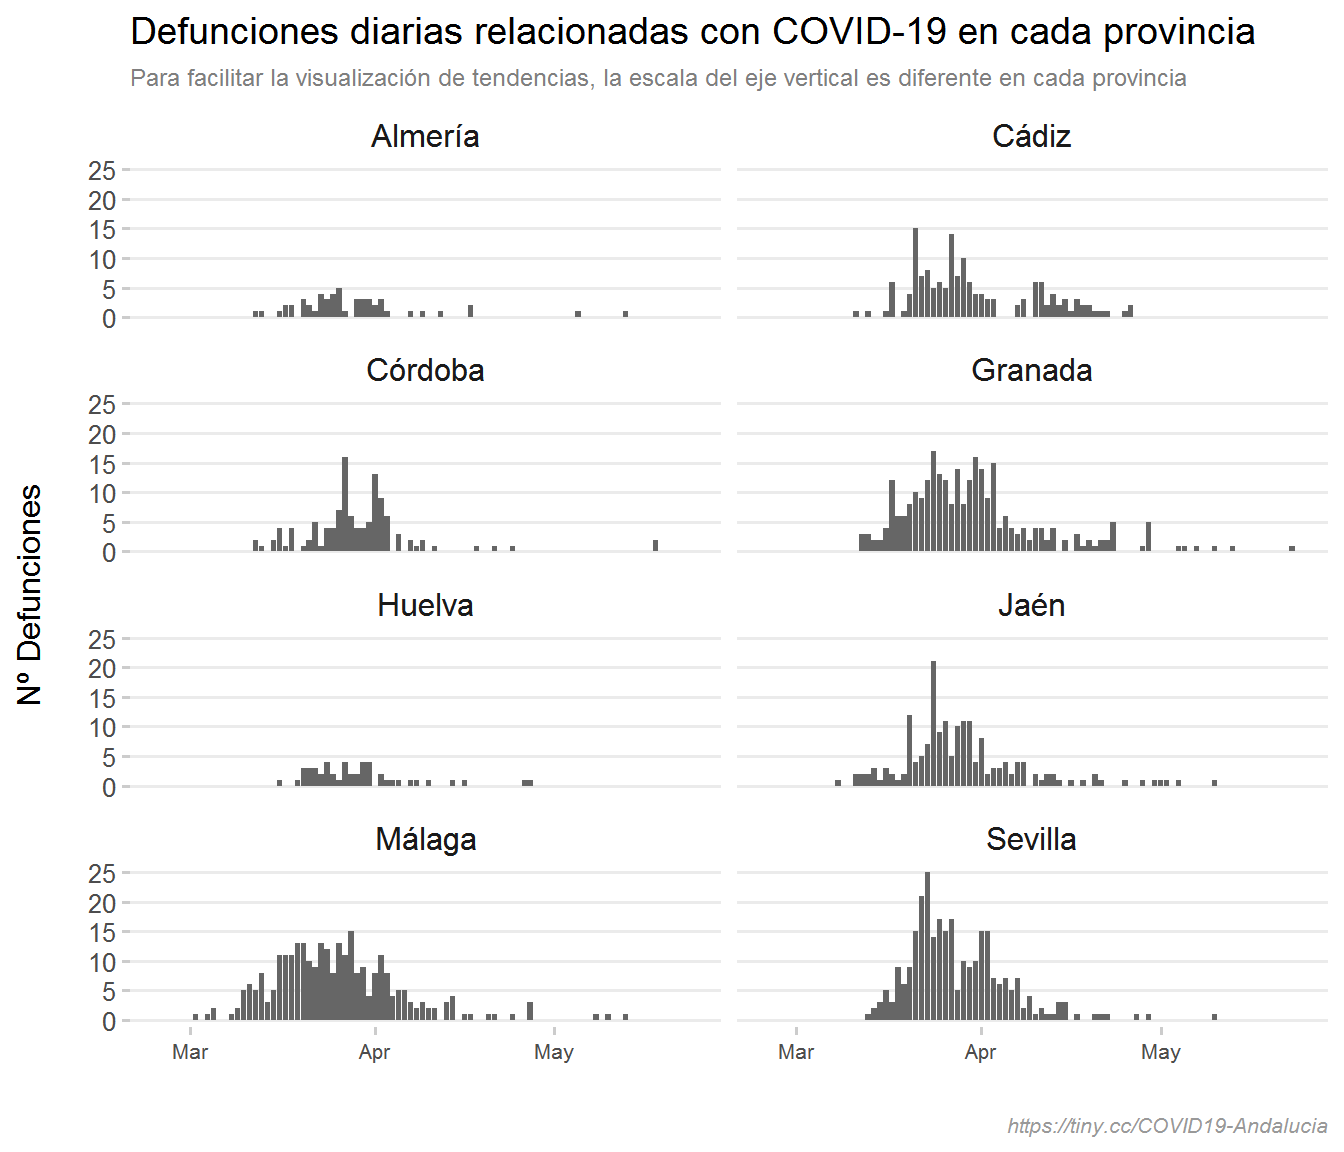 Defunciones diarias relacionadas con COVID-19 en cada provincia
Para facilitar la visualización de tendencias, la escala del eje vertical es diferente en cada provincia
Nº Defunciones
Almería
Cádiz
25
20
15
10
5
0
Córdoba
Granada
25
20
15
10
5
0
Huelva
Jaén
25
20
15
10
5
0
Málaga
Sevilla
25
20
15
10
5
0
Mar Apr May
Mar Apr May
https://tiny.cc/COVID19-Andalucia